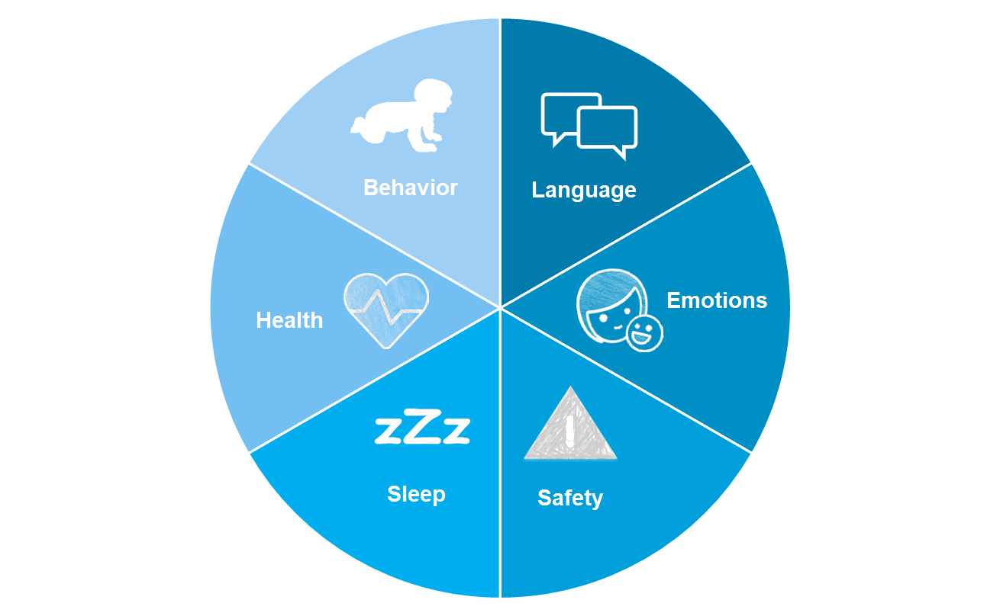 Behavior
Language
Emotions
Health
zZz
Sleep
Safety